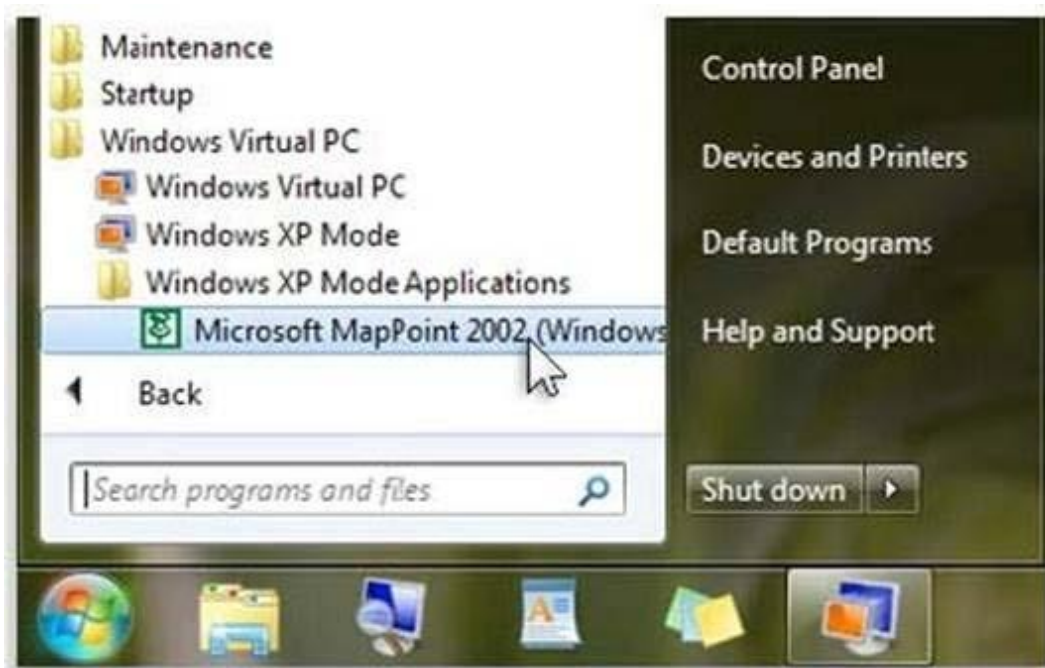 Maintenance
Startup
Windows Virtual PC
Windows Virtual PC
Windows XP Mode
Windows XP Mode Applications
Microsoft MapPoint 2002 (Windows
Back
Search programs and files
Control Panel
Devices and Printers
Default Programs
Help and Support
Shut down